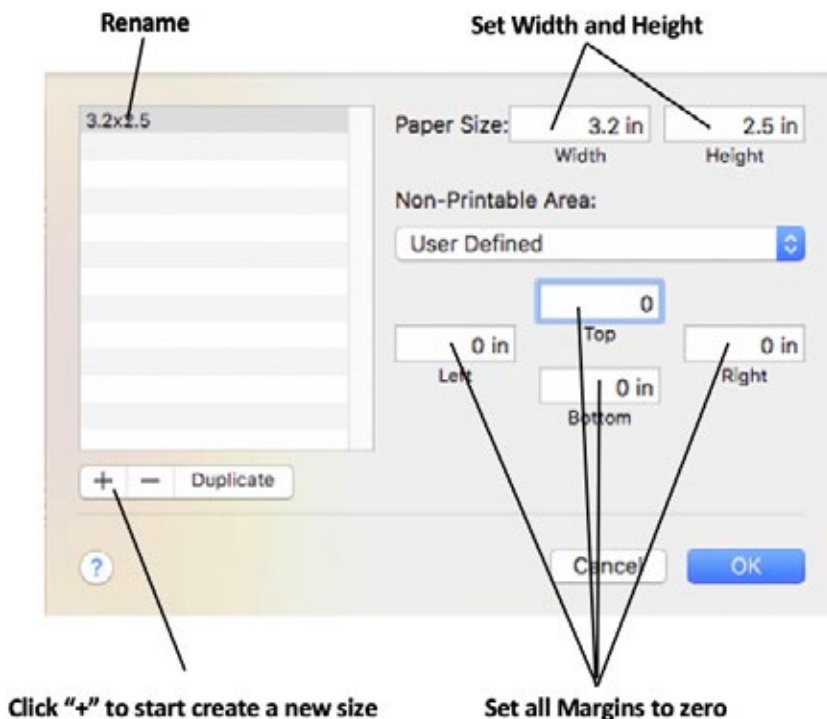 Rename
Set Width and Height
3.2x2.5
Paper Size: 3.2 in 2.5 in
Width Height
Non-Printable Area:
User Defined
0
Top
0 in 0 in
Left Right
0 in
Bottom
+ − Duplicate
? Cancel OK
Click “+” to start create a new size
Set all Margins to zero